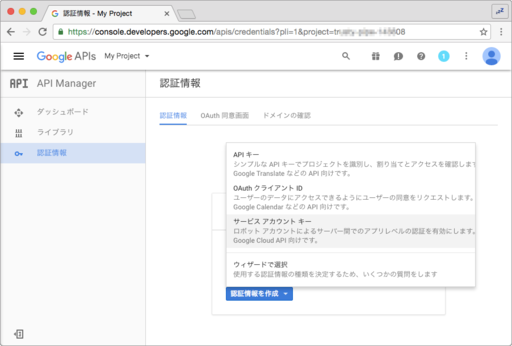 認証情報 - My Project
https://console.developers.google.com/apis/credentials?pli=1&project=
Google APIs
My Project
1
API API Manager
認証情報
ダッシュボード
ライブラリ
認証情報
認証情報 OAuth 同意画面 ドメインの確認
API キー
シンプルな API キーでプロジェクトを識別し、割り当てとアクセスを確認します
Google Translate などの API 向けです。
OAuth クライアント ID
ユーザーのデータにアクセスできるようにユーザーの同意をリクエストします。
Google Calendar などの API 向けです。
サービス アカウント キー
ロボット アカウントによるサーバー間でのアプリレベルの認証を有効にします。
Google Cloud API 向けです。
ウィザードで選択
使用する認証情報の種類を決定するため、いくつかの質問をします
認証情報を作成